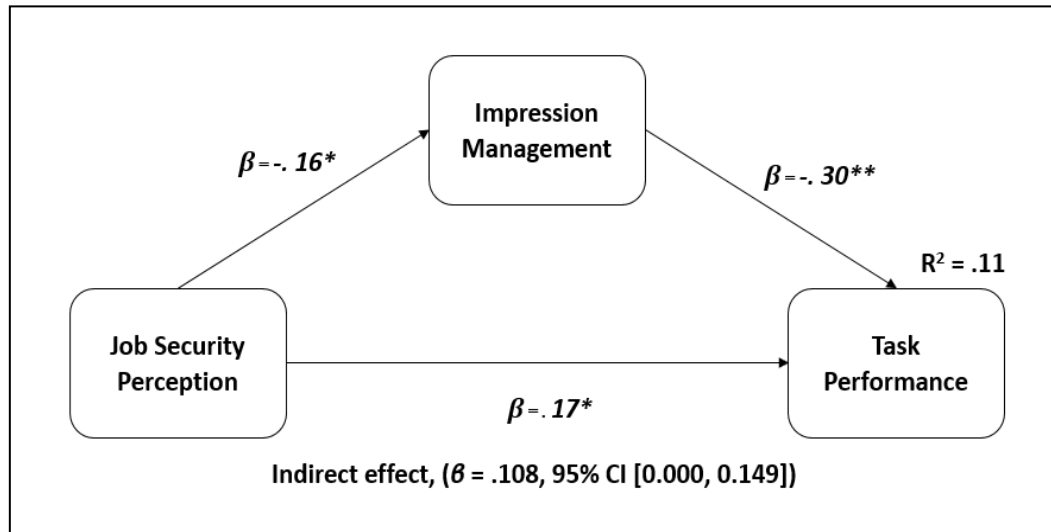 Impression
Management
β = -. 16*
β = -. 30**
R² = .11
Job Security
Perception
Task
Performance
β = . 17*
Indirect effect, (β = .108, 95% CI [0.000, 0.149])